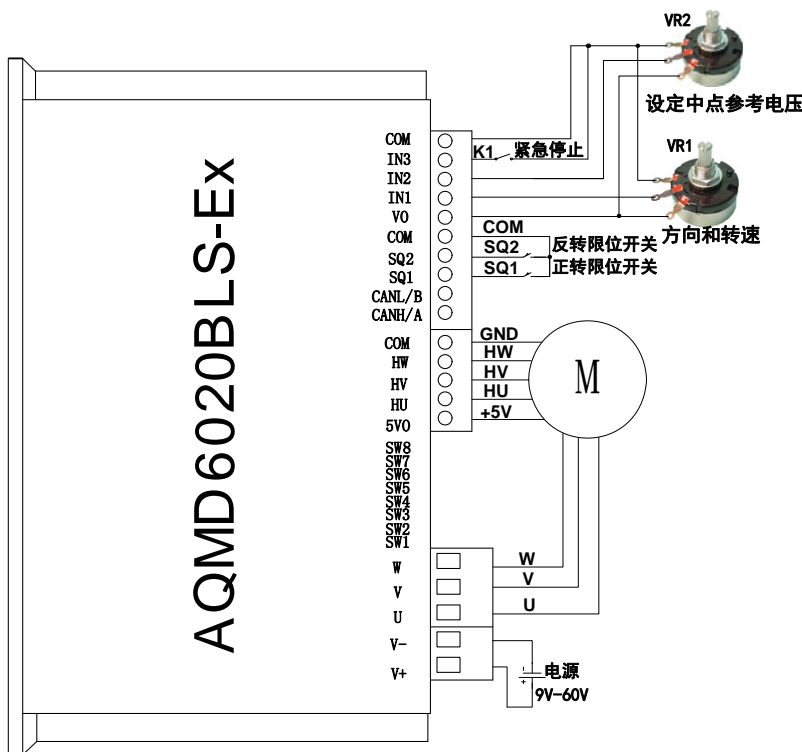 VR2
设定中点参考电压
VR1
方向和转速
AQMD6020BLS-Ex
COM
IN3
IN2
IN1
VO
COM
SQ2
SQ1
CANL/B
CANH/A
K1 紧急停止
COM
SQ2 反转限位开关
SQ1 正转限位开关
COM
HW
HV
HU
5VO
GND
HW
HV
HU
+5V
M
SW8
SW7
SW6
SW5
SW4
SW3
SW2
SW1
W
V
U
V-
V+
W
V
U
- 电源
+ 9V-60V